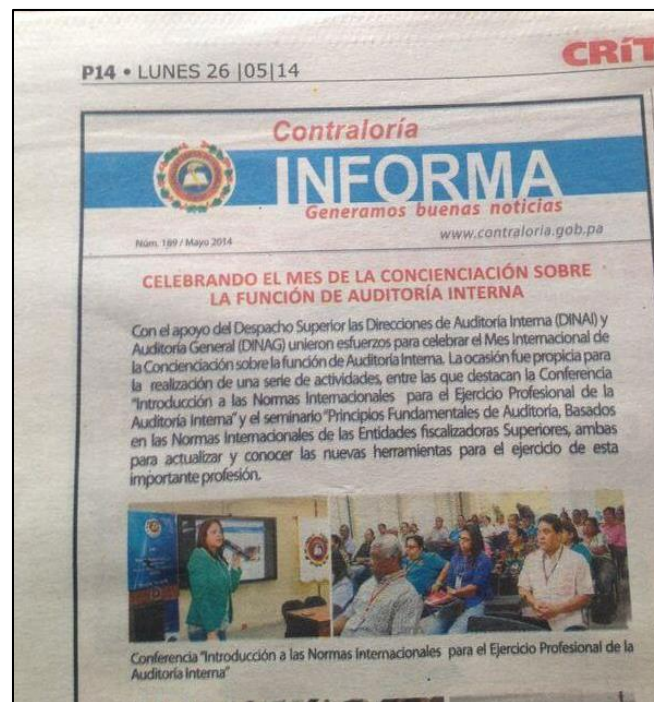 P14 • LUNES 26 |05|14
CRÍT
Contraloría
INFORMA
Generamos buenas noticias
Núm. 189 / Mayo 2014
www.contraloria.gob.pa
CELEBRANDO EL MES DE LA CONCIENCIACIÓN SOBRE
LA FUNCIÓN DE AUDITORÍA INTERNA
Con el apoyo del Despacho Superior las Direcciones de Auditoría Interna (DINAI) y
Auditoría General (DINAG) unieron esfuerzos para celebrar el Mes Internacional de
la Concienciación sobre la función de Auditoría Interna. La ocasión fue propicia para
la realización de una serie de actividades, entre las que destacan la Conferencia
"Introducción a las Normas Internacionales para el Ejercicio Profesional de la
Auditoría Interna" y el seminario "Principios Fundamentales de Auditoría, Basados
en las Normas Internacionales de las Entidades fiscalizadoras Superiores, ambas
para actualizar y conocer las nuevas herramientas para el ejercicio de esta
importante profesión.
Conferencia "Introducción a las Normas Internacionales para el Ejercicio Profesional de la
Auditoría Interna"